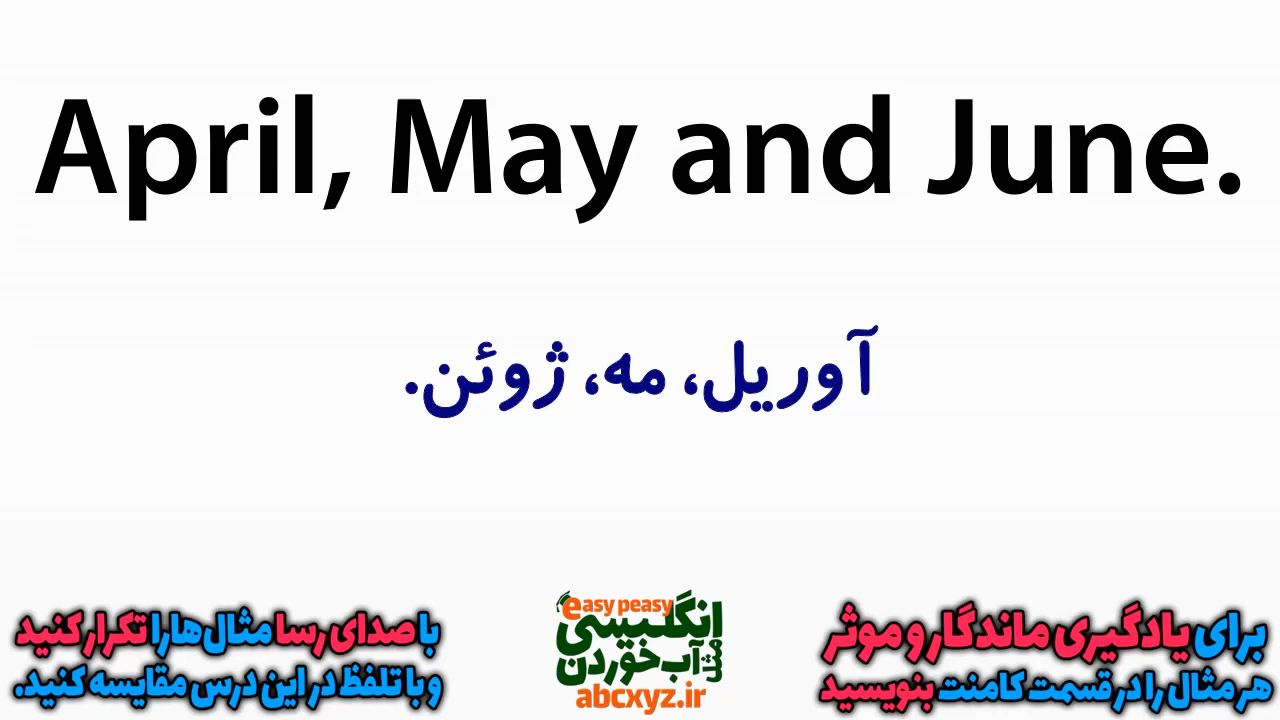 April, May and June.
آوریل، مه، ژوئن.
برای یادگیری ماندگار و موثر
هر مثال را در قسمت کامنت بنویسید
easy peasy
انگلیسی
مثل آب خوردن
abcxyz.ir
با صدای رسا مثال‌ها را تکرار کنید
و با تلفظ در این درس مقایسه کنید.